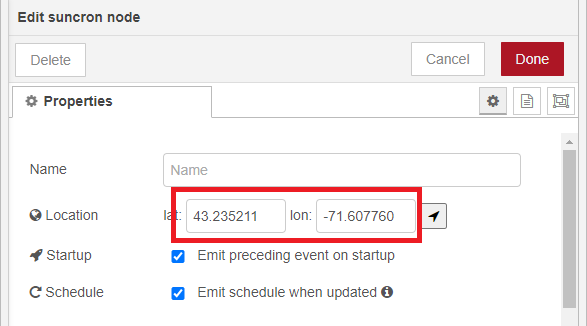 Edit suncron node
Delete
Cancel
Done
Properties
Name
Name
Location lat: 43.235211 lon: -71.607760
Startup Emit preceding event on startup
Schedule Emit schedule when updated